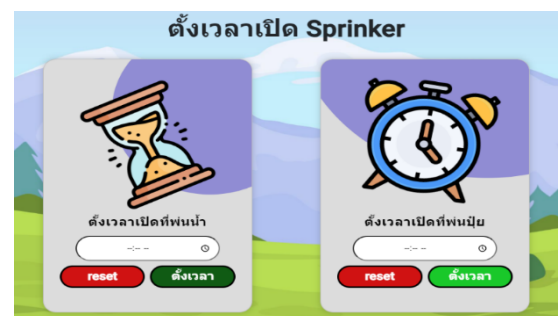 ตั้งเวลาเปิด Sprinker
ตั้งเวลาเปิดที่พ่นน้ำ
--:-- --
reset ตั้งเวลา
ตั้งเวลาเปิดที่พ่นปุ๋ย
--:-- --
reset ตั้งเวลา